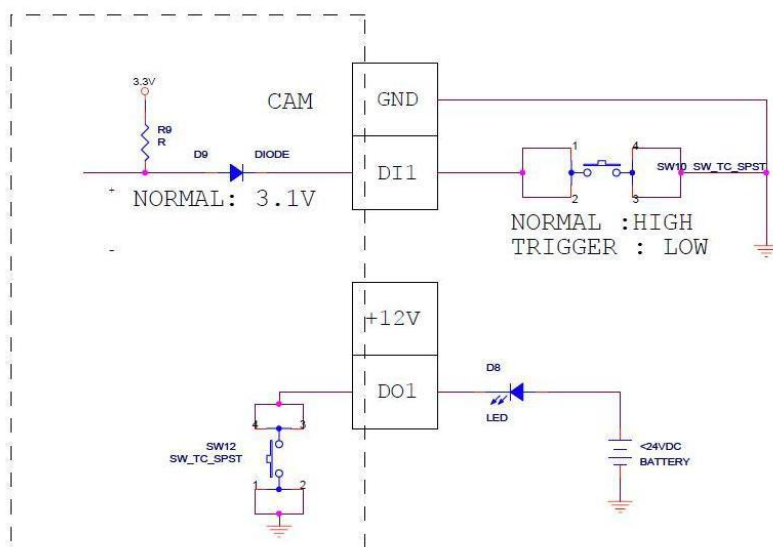 3.3V
R9
R
CAM
GND
D9
DIODE
DI1
+
NORMAL: 3.1V
-
1
4
2
3
SW10 SW_TC_SPST
NORMAL :HIGH
TRIGGER : LOW
+12V
DO1
D8
LED
4
3
SW12
SW_TC_SPST
1
2
<24VDC
BATTERY